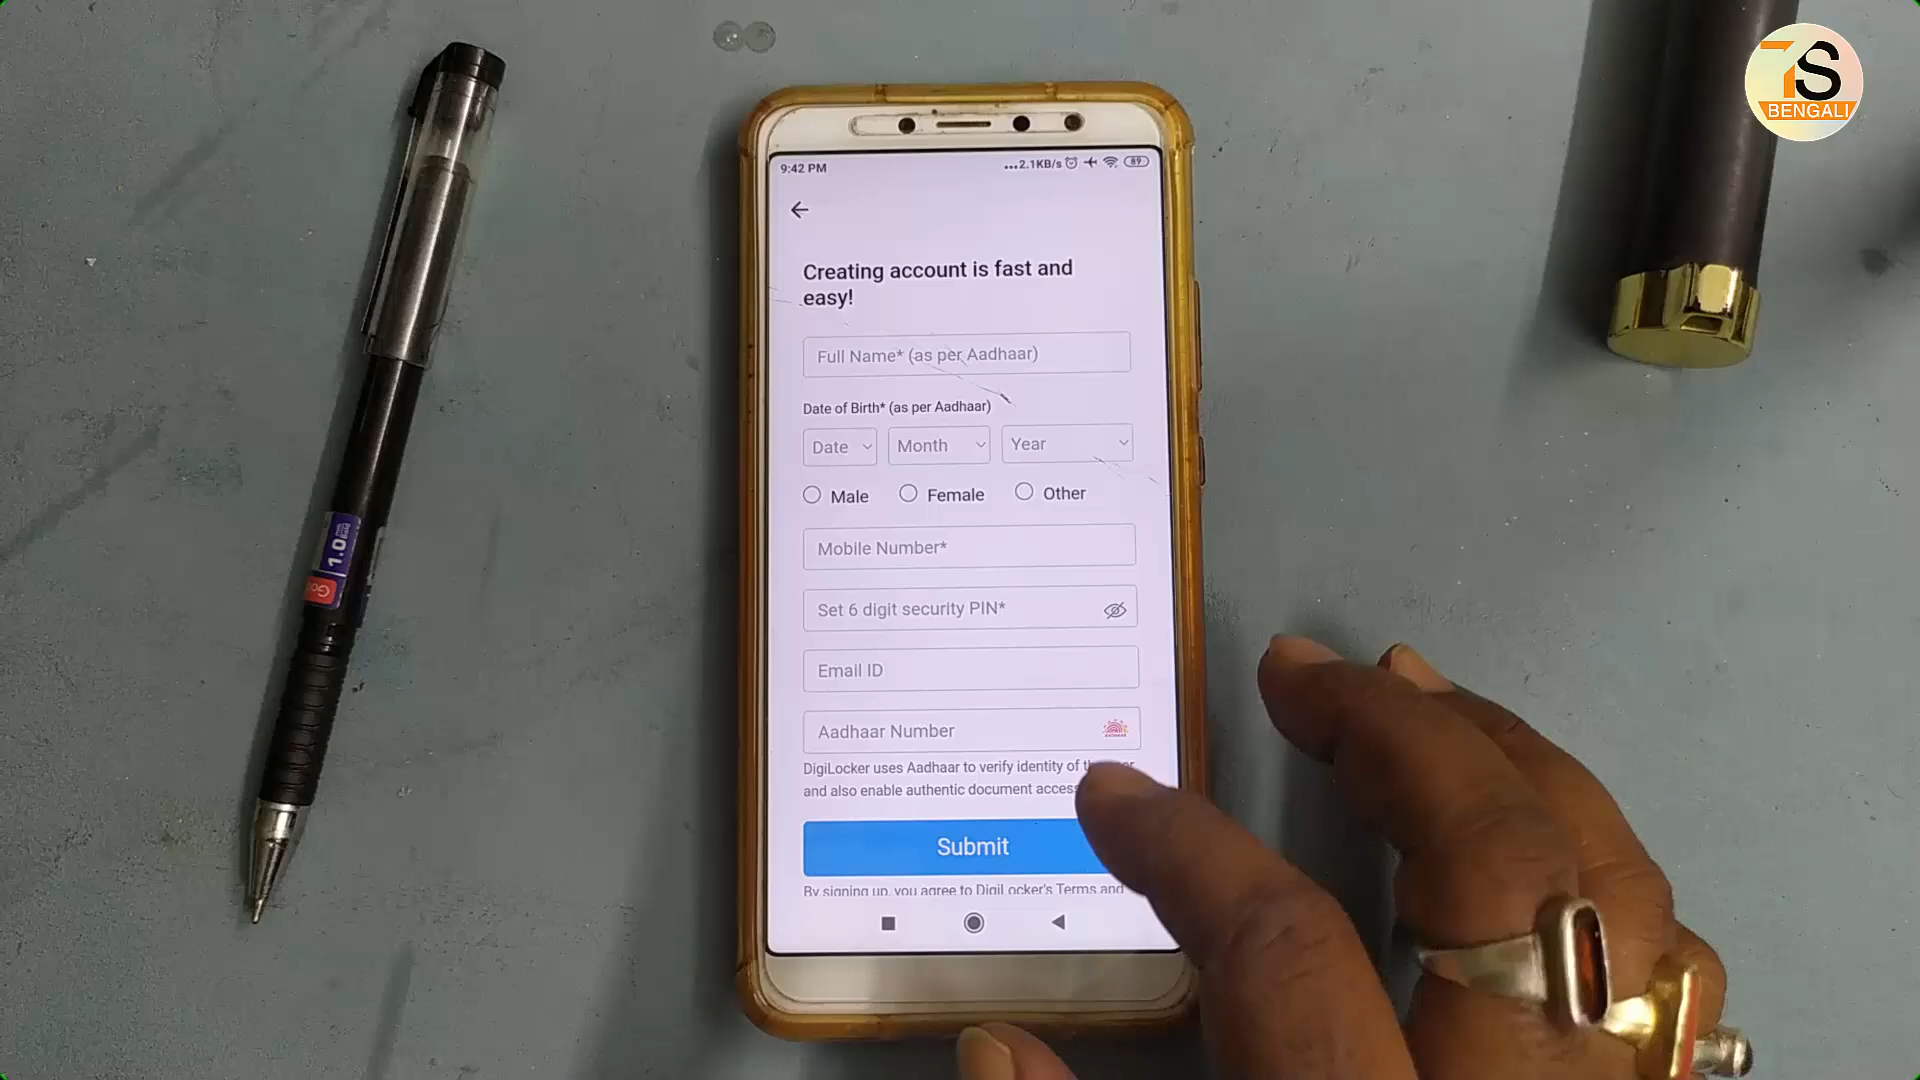 7S
BENGALI
9:42 PM
...2.1KB/s
89
Creating account is fast and
easy!
Full Name* (as per Aadhaar)
Date of Birth* (as per Aadhaar)
Date
Month
Year
Male
Female
Other
Mobile Number*
Set 6 digit security PIN*
Email ID
Aadhaar Number
AADHAAR
DigiLocker uses Aadhaar to verify identity of
and also enable authentic document access
Submit
By signing up, you agree to DigiLocker's Terms and
1.0